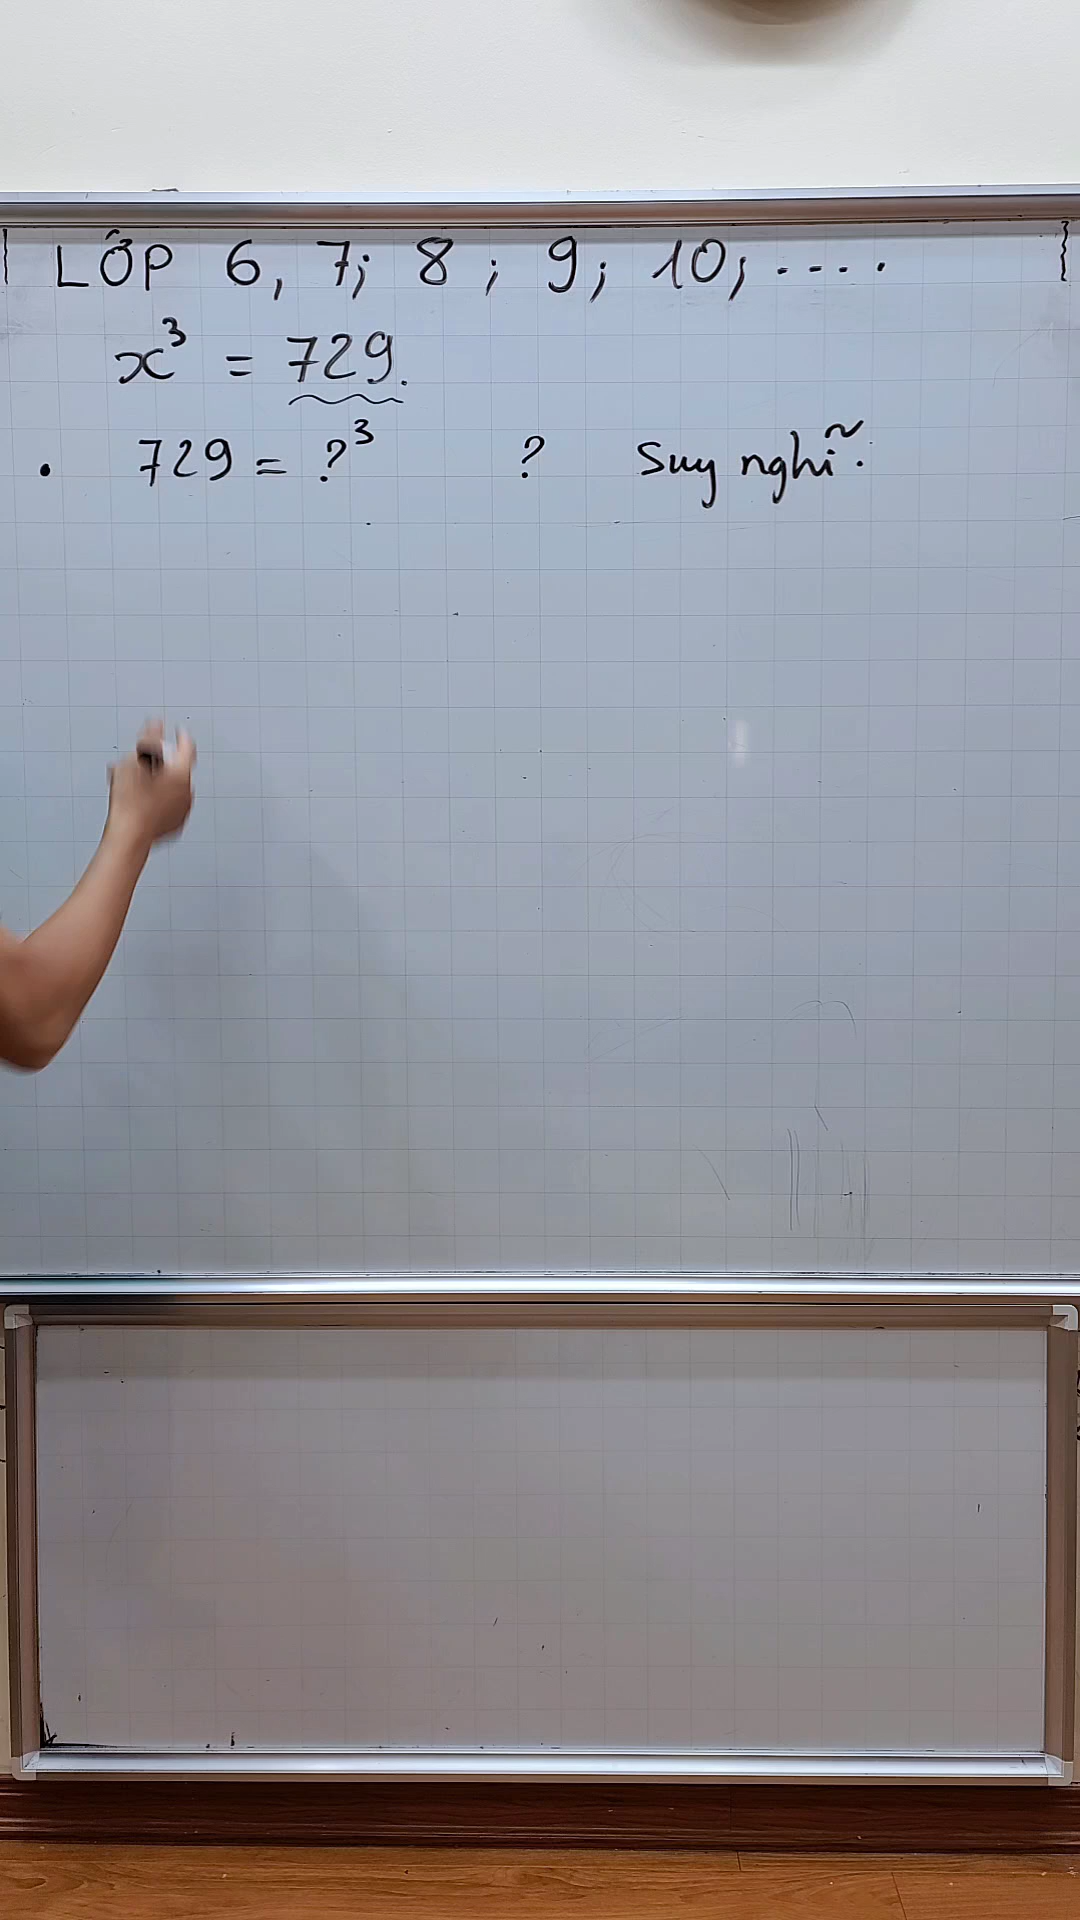 LỚP 6, 7; 8; 9; 10; ....
x³ = 729.
. 729 = ?³ ? Suy nghĩ.